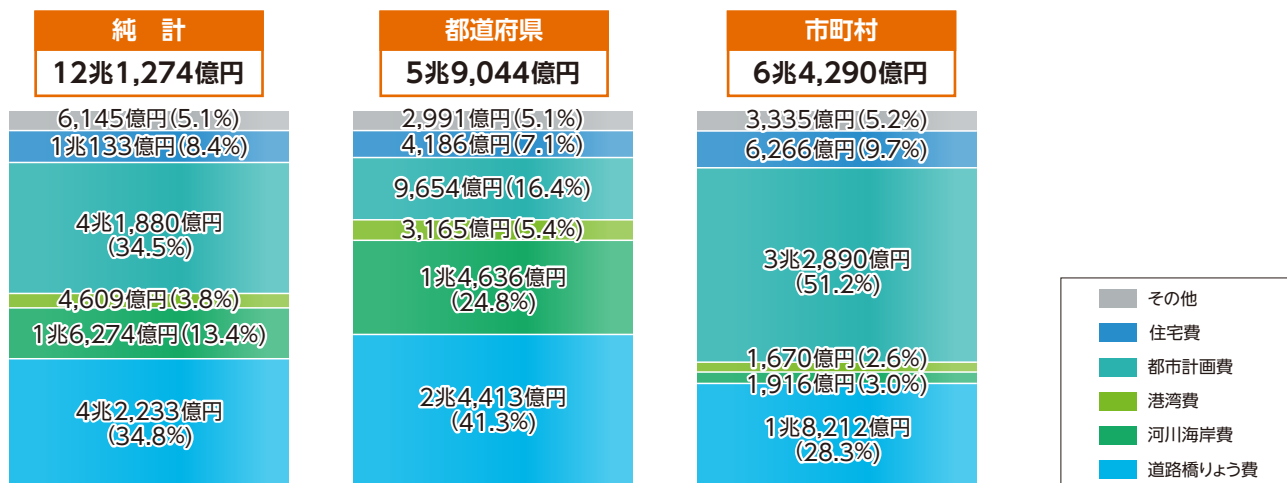 純 計
12兆1,274億円
6,145億円(5.1%)
1兆133億円(8.4%)
4兆1,880億円
(34.5%)
4,609億円(3.8%)
1兆6,274億円(13.4%)
4兆2,233億円
(34.8%)
都道府県
5兆9,044億円
2,991億円(5.1%)
4,186億円(7.1%)
9,654億円(16.4%)
3,165億円(5.4%)
1兆4,636億円
(24.8%)
2兆4,413億円
(41.3%)
市町村
6兆4,290億円
3,335億円(5.2%)
6,266億円(9.7%)
3兆2,890億円
(51.2%)
1,670億円(2.6%)
1,916億円(3.0%)
1兆8,212億円
(28.3%)
その他
住宅費
都市計画費
港湾費
河川海岸費
道路橋りょう費